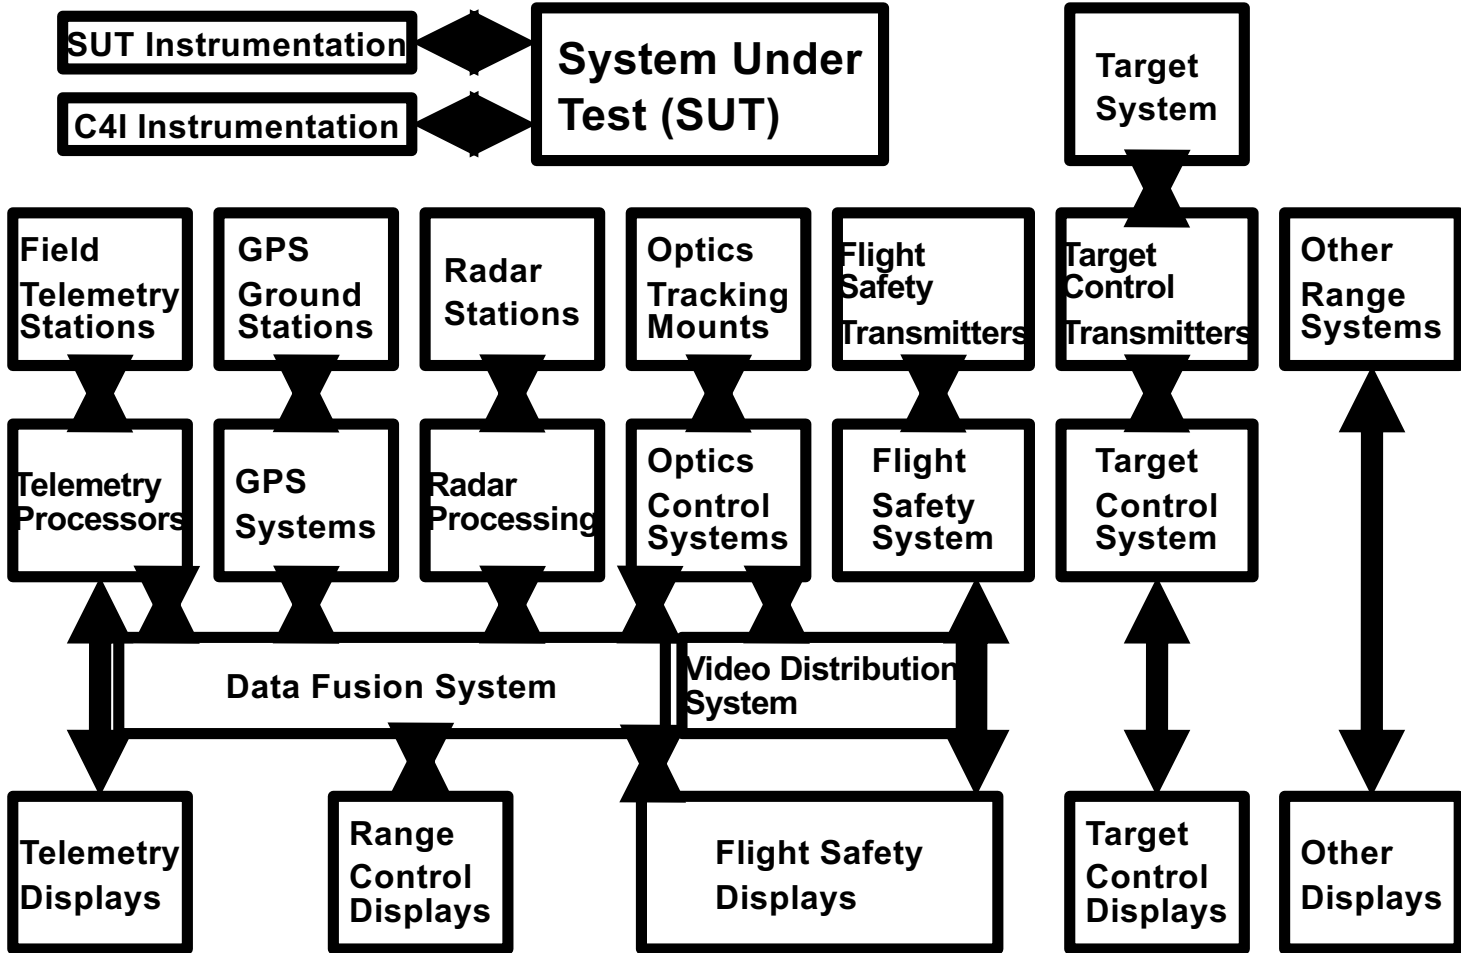 SUT Instrumentation
C4I Instrumentation
System Under
Test (SUT)
Target
System
Field
Telemetry
Stations
GPS
Ground
Stations
Radar
Stations
Optics
Tracking
Mounts
Flight
Safety
Transmitters
Target
Control
Transmitters
Other
Range
Systems
Telemetry
Processors
GPS
Systems
Radar
Processing
Optics
Control
Systems
Flight
Safety
System
Target
Control
System
Data Fusion System
Video Distribution
System
Telemetry
Displays
Range
Control
Displays
Flight Safety
Displays
Target
Control
Displays
Other
Displays